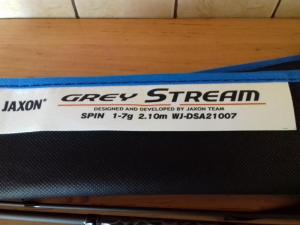 JAXON®
GREY STREAM
DESIGNED AND DEVELOPED BY JAXON TEAM
SPIN 1-7g 2.10m WJ-DSA21007